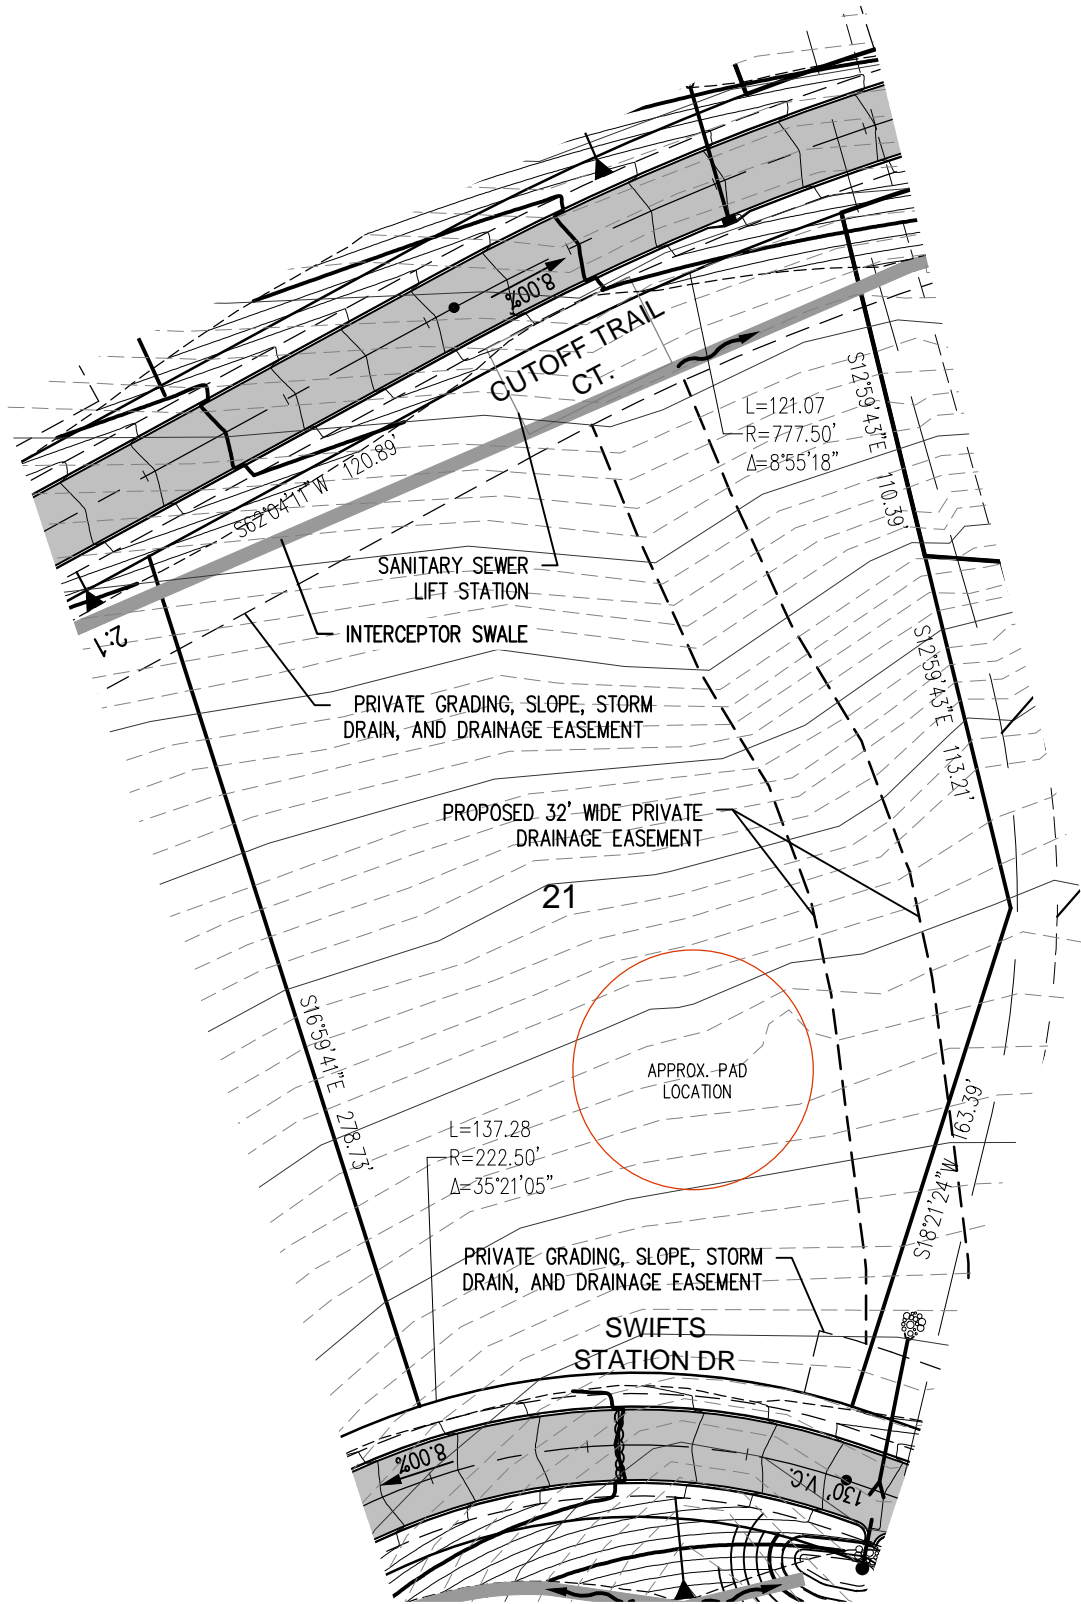 8.00%
CUTOFF TRAIL
CT.
L=121.07
R=777.50'
Δ=8°55'18"
S12°59'43"E 110.39'
S62°04'11"W 120.89'
SANITARY SEWER
LIFT STATION
INTERCEPTOR SWALE
2:1
PRIVATE GRADING, SLOPE, STORM
DRAIN, AND DRAINAGE EASEMENT
S12°59'43"E 113.21'
PROPOSED 32' WIDE PRIVATE
DRAINAGE EASEMENT
21
S16°59'41"E 278.73'
APPROX. PAD
LOCATION
L=137.28
R=222.50'
Δ=35°21'05"
S18°21'24"W 163.39'
PRIVATE GRADING, SLOPE, STORM
DRAIN, AND DRAINAGE EASEMENT
SWIFTS
STATION DR
8.00%
130' V.C.